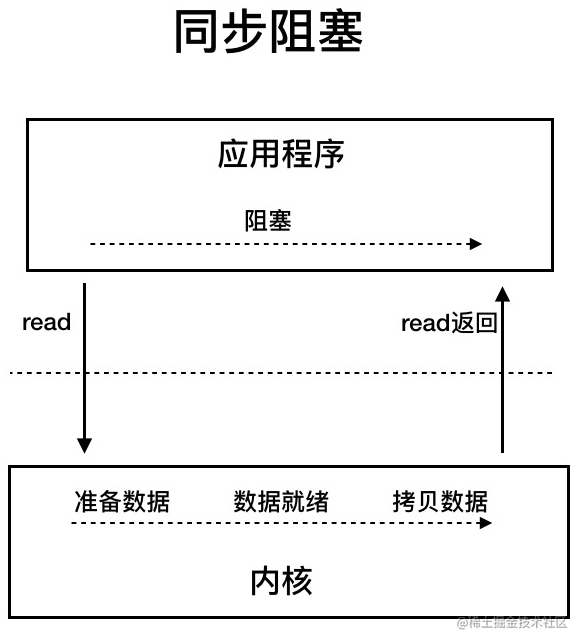 同步阻塞
应用程序
阻塞
read
read返回
准备数据 数据就绪 拷贝数据
内核
@稀土掘金技术社区